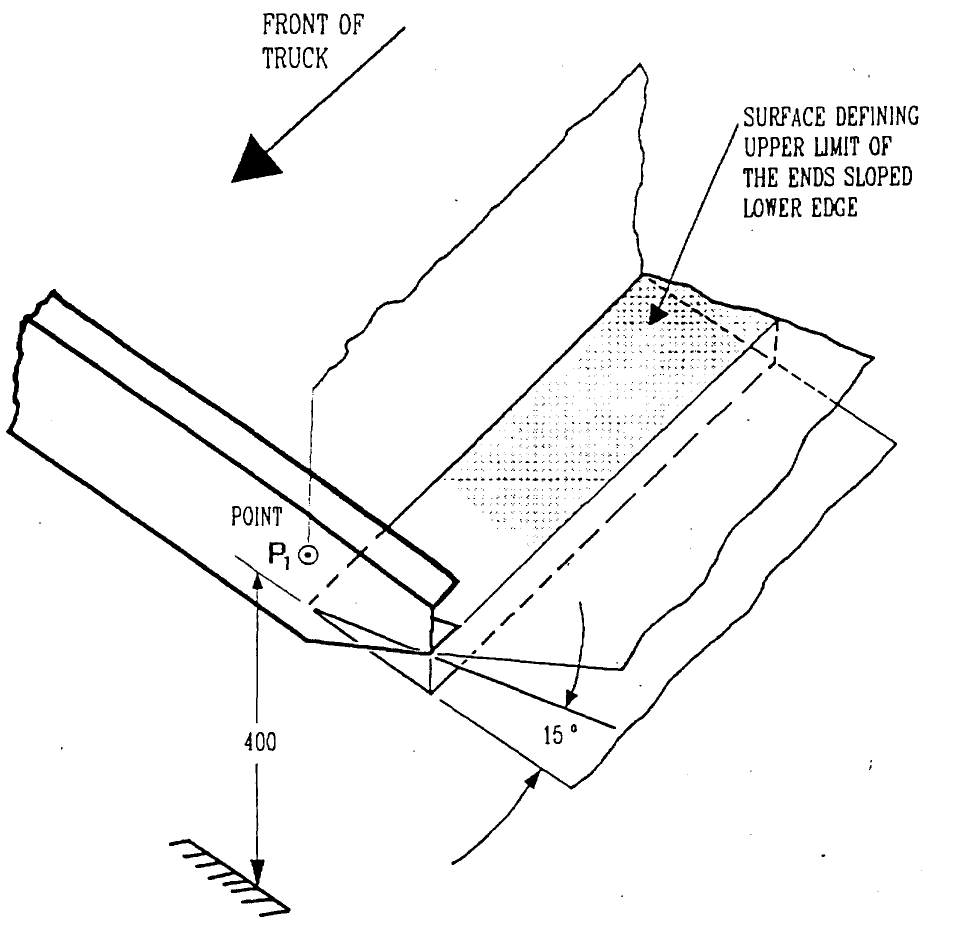 FRONT OF
TRUCK
SURFACE DEFINING
UPPER LIMIT OF
THE ENDS SLOPED
LOWER EDGE
POINT
P₁
15°
400